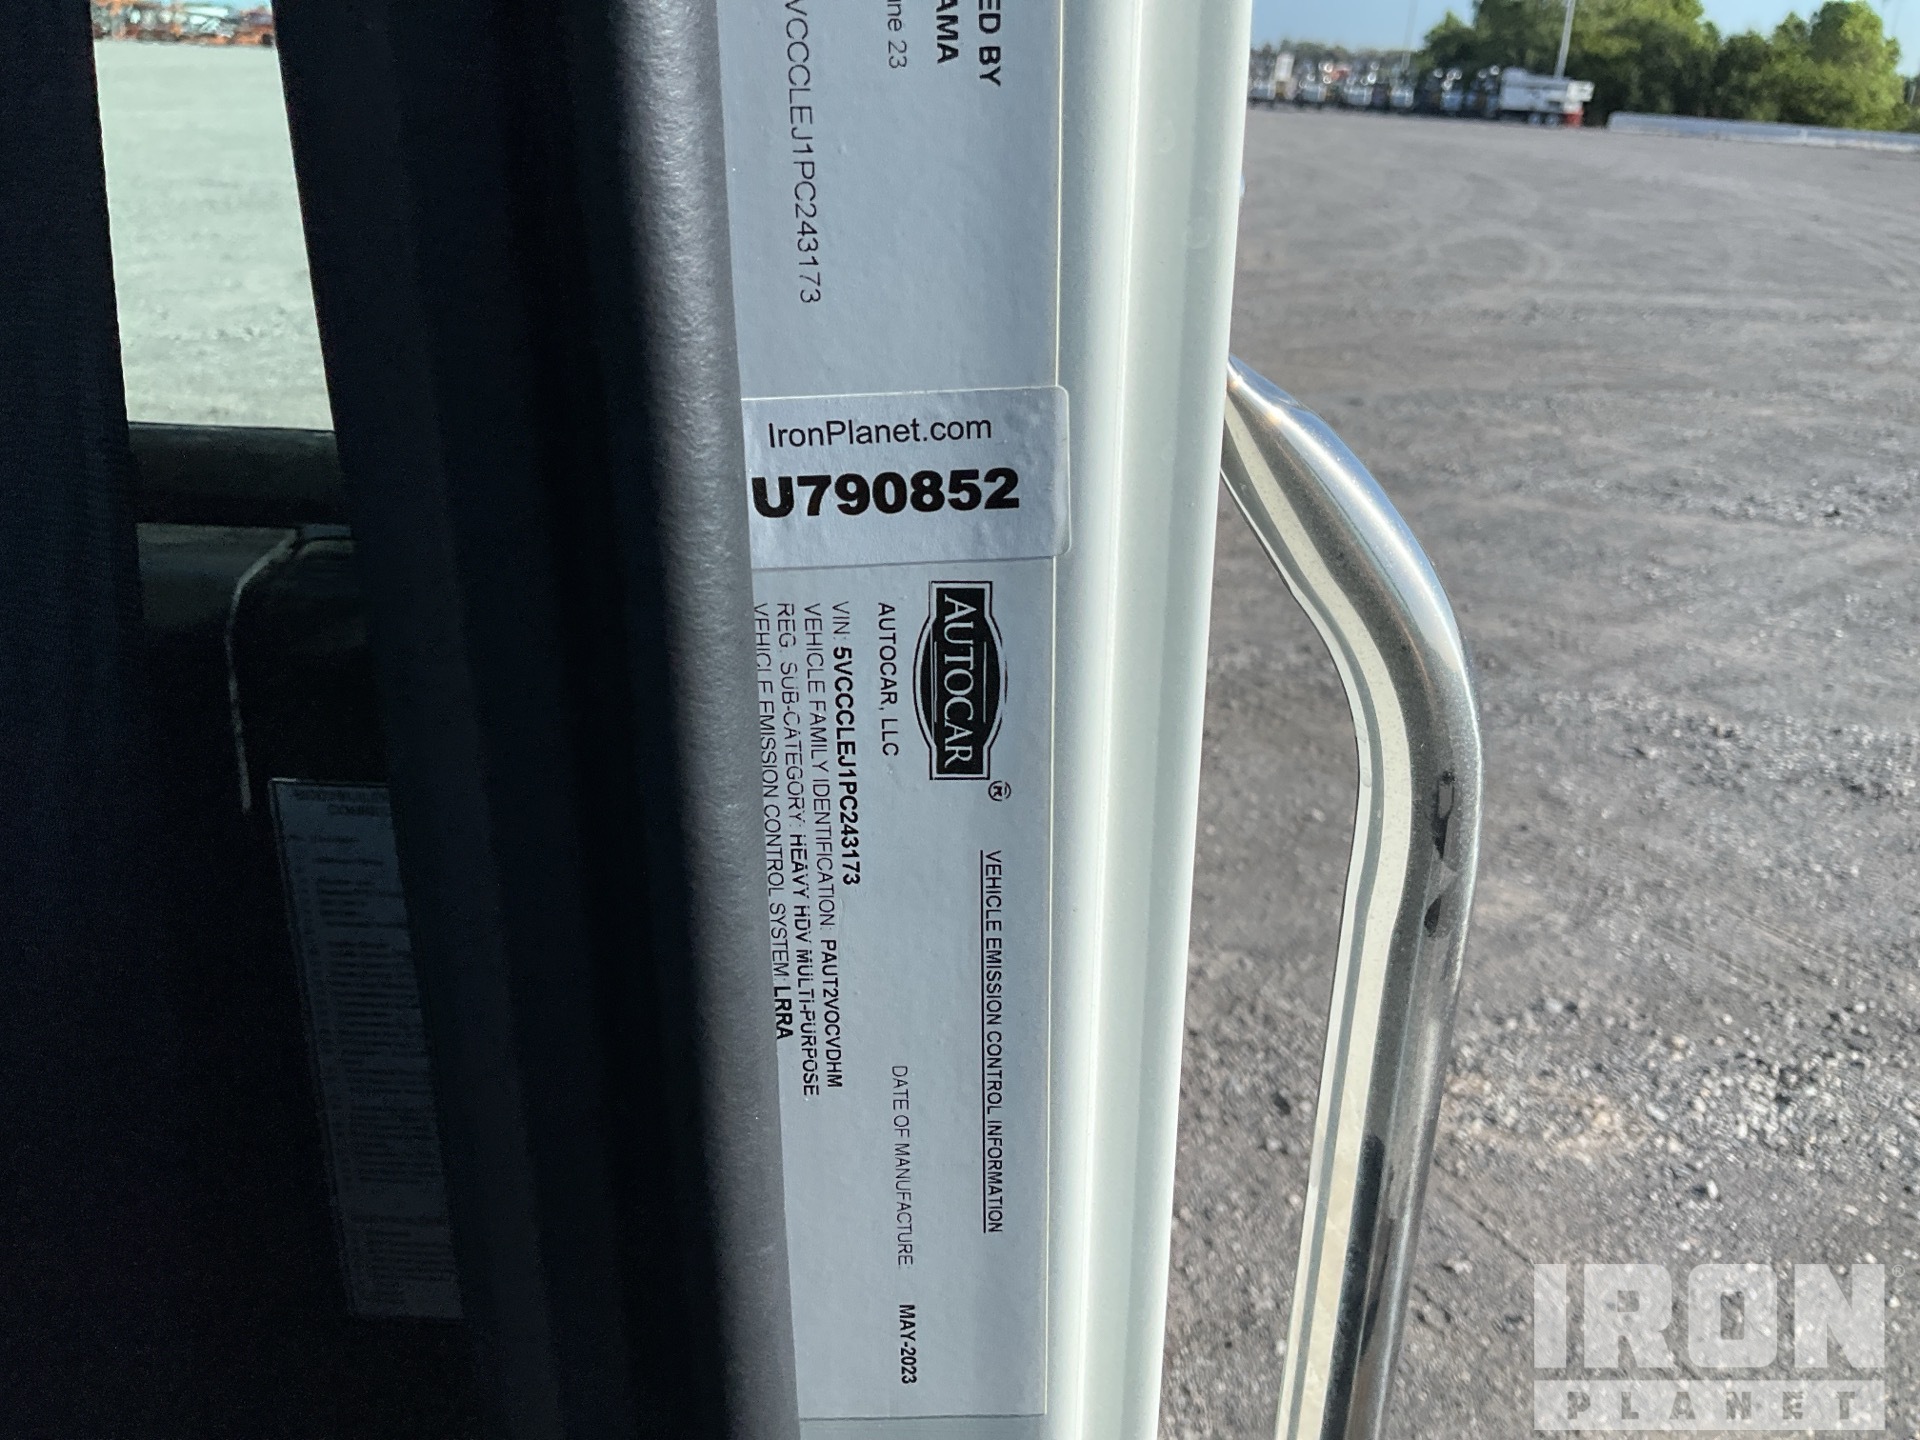 ED BY
AMA
ne 23
VCCCLEJ1PC243173
IronPlanet.com
U790852
AUTOCAR®
VEHICLE EMISSION CONTROL INFORMATION
AUTOCAR, LLC
DATE OF MANUFACTURE: MAY-2023
VIN: 5VCCCLEJ1PC243173
VEHICLE FAMILY IDENTIFICATION: PAUT2VOCVDHM
REG. SUB-CATEGORY: HEAVY HDV MULTI-PURPOSE
VEHICLE EMISSION CONTROL SYSTEM: LRRA
IRON®
PLANET